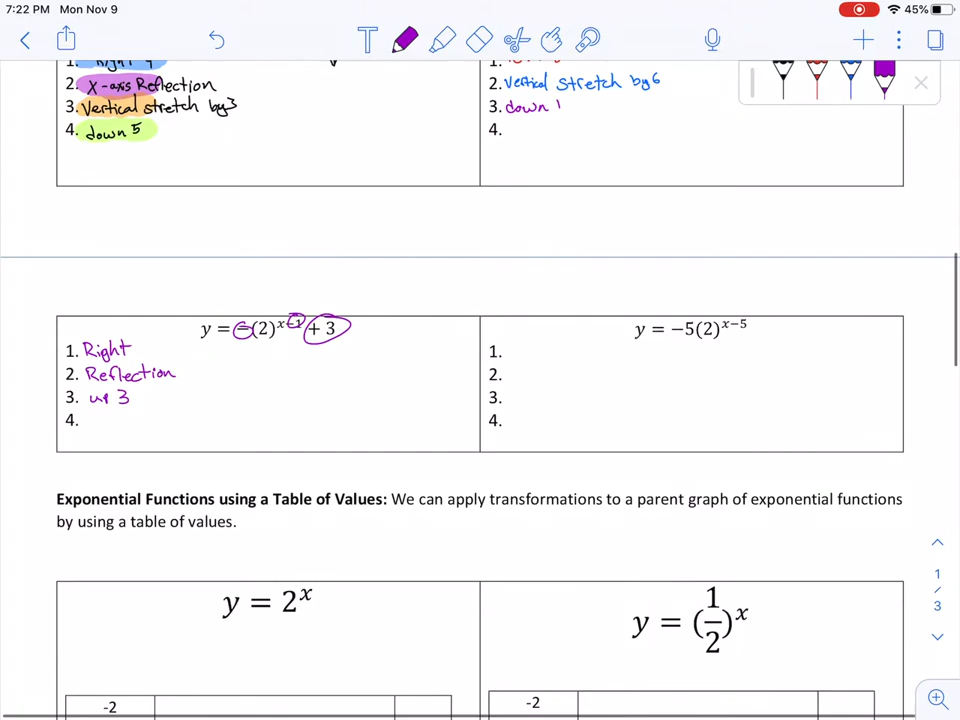 7:22 PM Mon Nov 9
45%
2. x-axis Reflection
3. Vertical stretch by 3
4. down 5
1.
2. Vertical stretch by 6
3. down 1
4.
y = −(2)^{x−1} + 3
1. Right
2. Reflection
3. up 3
4.
y = −5(2)^{x−5}
1.
2.
3.
4.
Exponential Functions using a Table of Values: We can apply transformations to a parent graph of exponential functions
by using a table of values.
y = 2^x
-2
y = (1/2)^x
-2
1
/
3